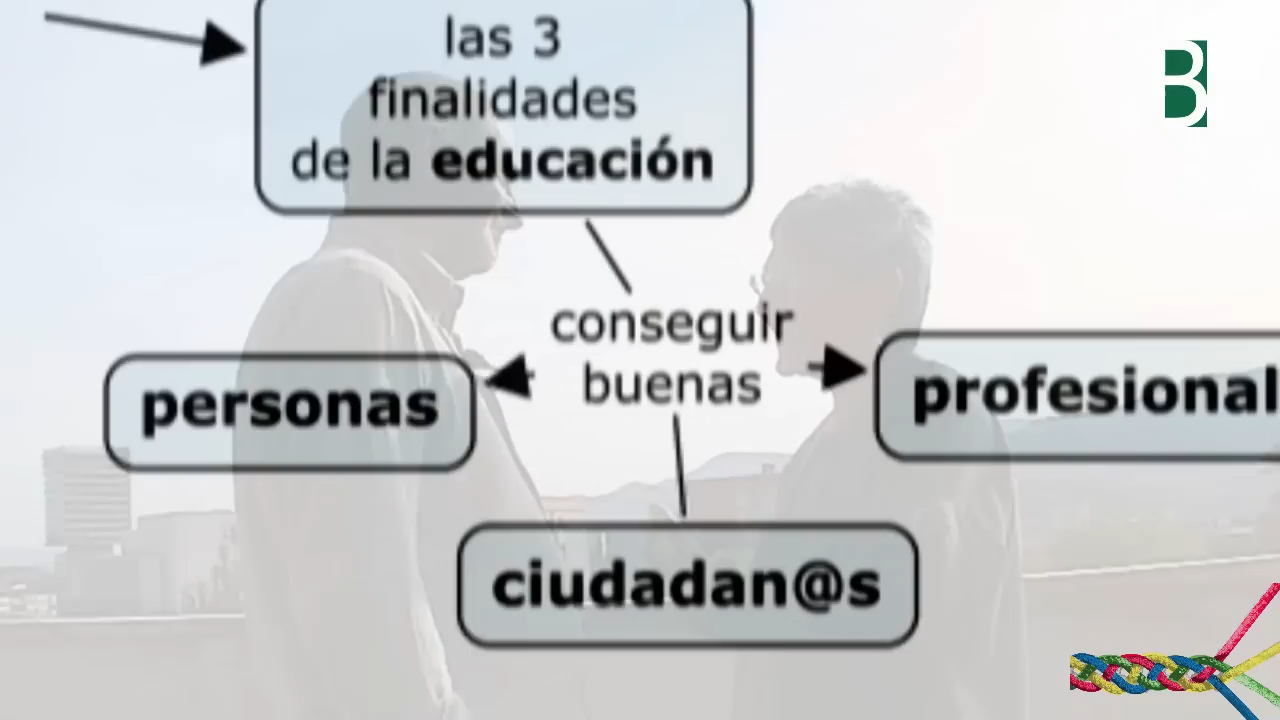 las 3
finalidades
de la educación
conseguir
buenas
personas
profesional
ciudadan@s
B